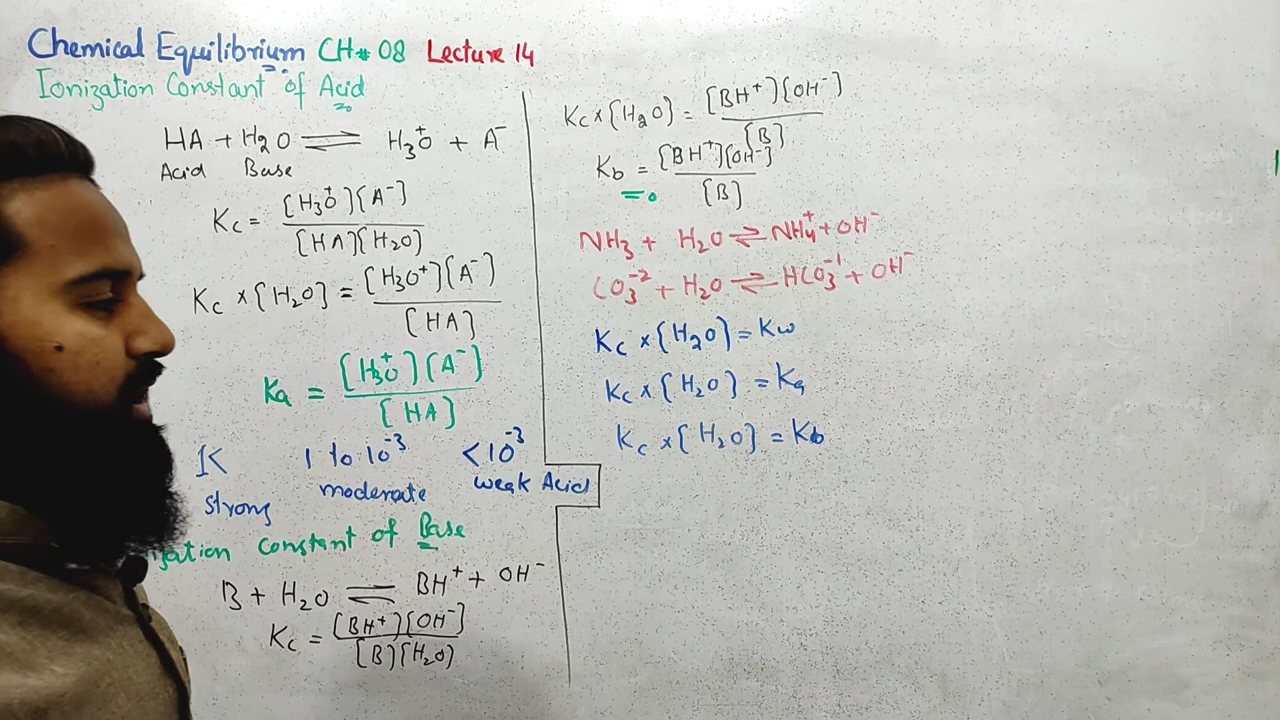 Chemical Equilibrium CH# 08 Lecture 14
Ionization Constant of Acid
HA + H₂O ⇌ H₃O⁺ + A⁻
Acid Base
Kc = [H₃O⁺][A⁻]
[HA][H₂O]
Kc × [H₂O] = [H₃O⁺][A⁻]
[HA]
Ka = [H₃O⁺][A⁻]
[HA]
1 to 10⁻³ <10⁻³
strong moderate weak Acid
constant of Base
B + H₂O ⇌ BH⁺ + OH⁻
Kc = [BH⁺][OH⁻]
[B][H₂O]
Kc × [H₂O] = [BH⁺][OH⁻]
[B]
Kb = [BH⁺][OH⁻]
[B]
NH₃ + H₂O ⇌ NH₄⁺ + OH⁻
CO₃⁻² + H₂O ⇌ HCO₃⁻¹ + OH⁻
Kc × [H₂O] = Kw
Kc × [H₂O] = Ka
Kc × [H₂O] = Kb